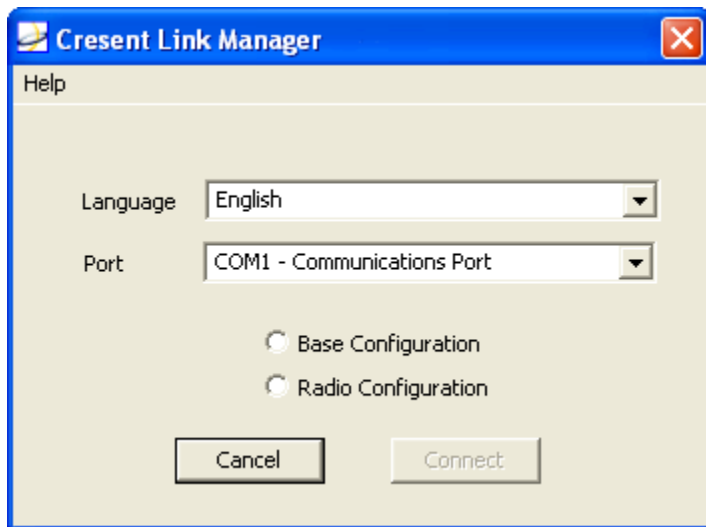 Cresent Link Manager
Help
Language English
Port COM1 - Communications Port
Base Configuration
Radio Configuration
Cancel Connect